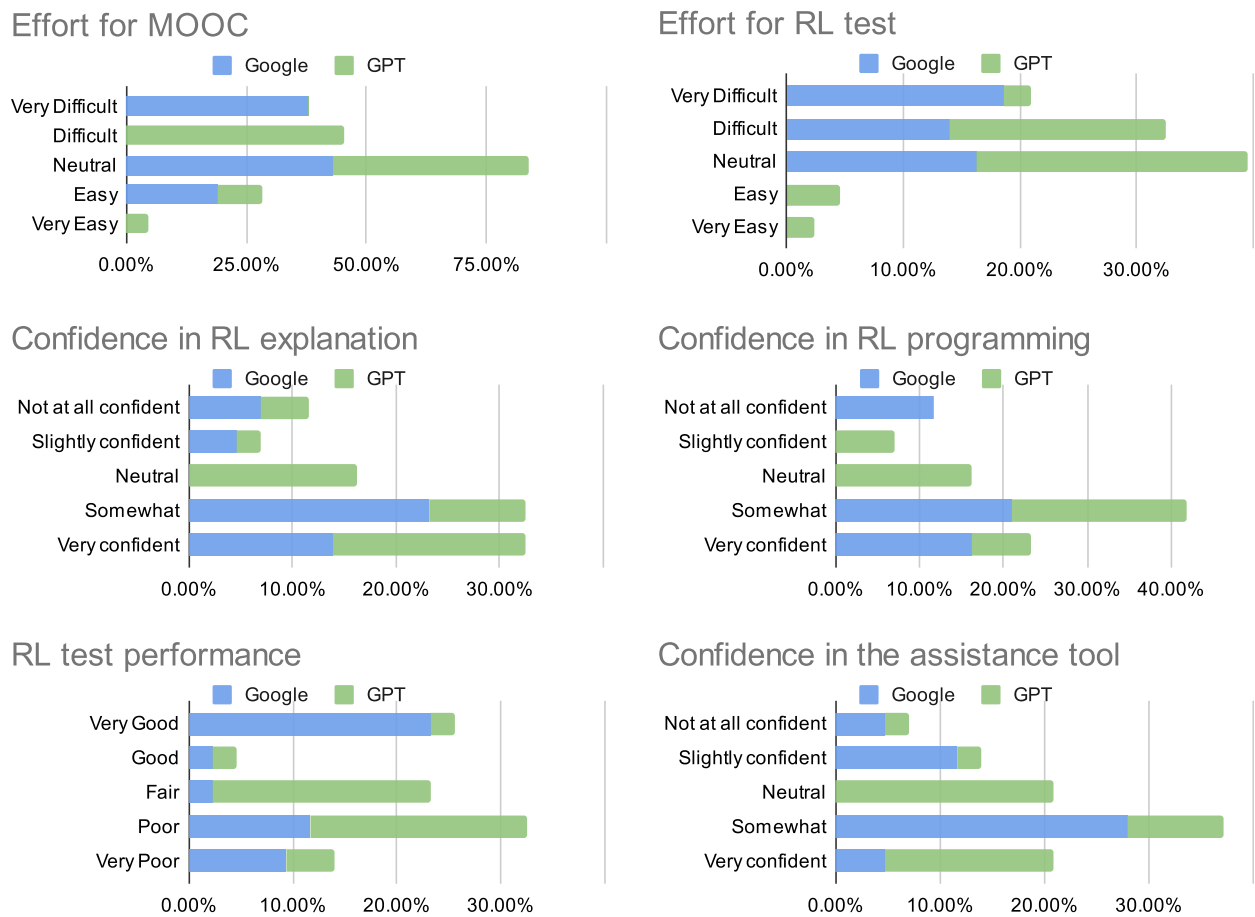 Effort for MOOC
Google GPT
Very Difficult
Difficult
Neutral
Easy
Very Easy
0.00% 25.00% 50.00% 75.00%
Effort for RL test
Google GPT
Very Difficult
Difficult
Neutral
Easy
Very Easy
0.00% 10.00% 20.00% 30.00%
Confidence in RL explanation
Google GPT
Not at all confident
Slightly confident
Neutral
Somewhat
Very confident
0.00% 10.00% 20.00% 30.00%
Confidence in RL programming
Google GPT
Not at all confident
Slightly confident
Neutral
Somewhat
Very confident
0.00% 10.00% 20.00% 30.00% 40.00%
RL test performance
Google GPT
Very Good
Good
Fair
Poor
Very Poor
0.00% 10.00% 20.00% 30.00%
Confidence in the assistance tool
Google GPT
Not at all confident
Slightly confident
Neutral
Somewhat
Very confident
0.00% 10.00% 20.00% 30.00%